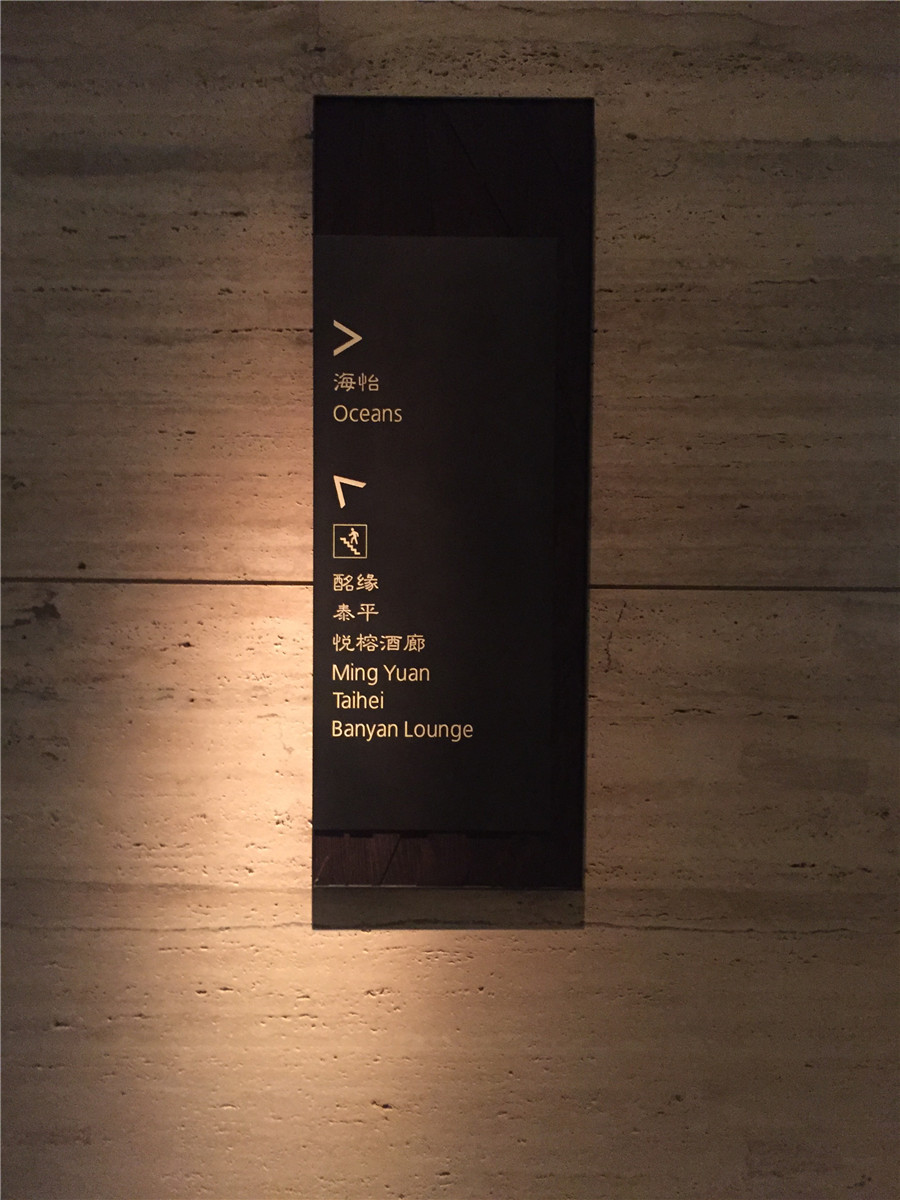 海怡
Oceans
酩缘
泰平
悦榕酒廊
Ming Yuan
Taihei
Banyan Lounge